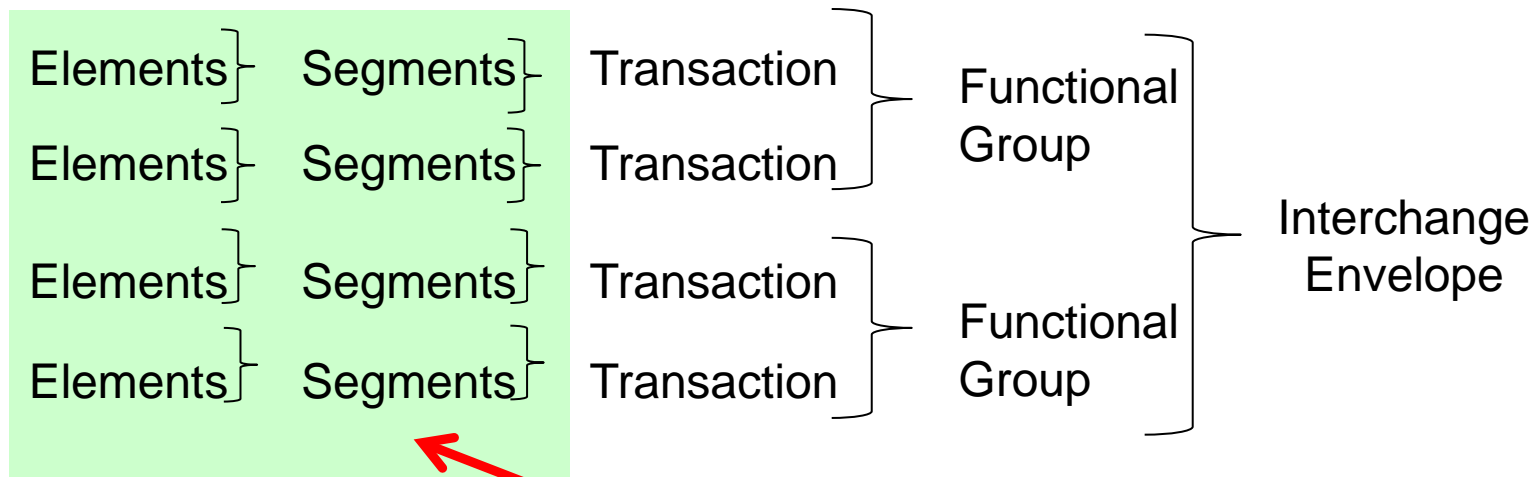 Elements Segments Transaction
Functional
Group
Elements Segments Transaction
Interchange
Envelope
Elements Segments Transaction
Functional
Group
Elements Segments Transaction